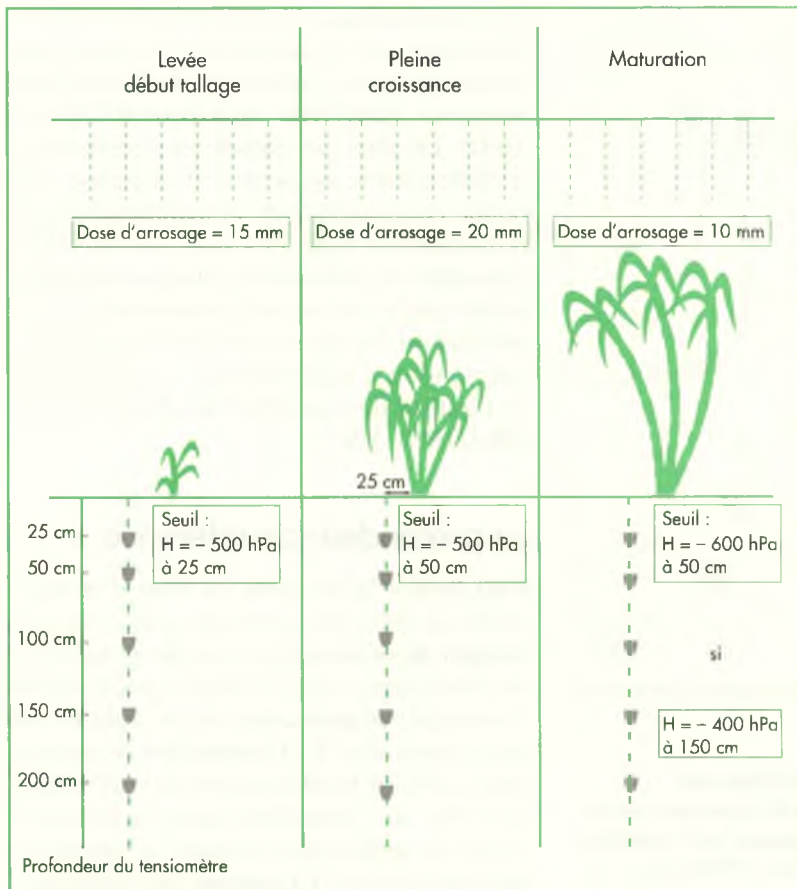 Levée
début tallage
Pleine
croissance
Maturation
Dose d'arrosage = 15 mm
Dose d'arrosage = 20 mm
Dose d'arrosage = 10 mm
25 cm
25 cm
50 cm
100 cm
150 cm
200 cm
Seuil :
H = – 500 hPa
à 25 cm
Seuil :
H = – 500 hPa
à 50 cm
Seuil :
H = – 600 hPa
à 50 cm
si
H = – 400 hPa
à 150 cm
Profondeur du tensiomètre